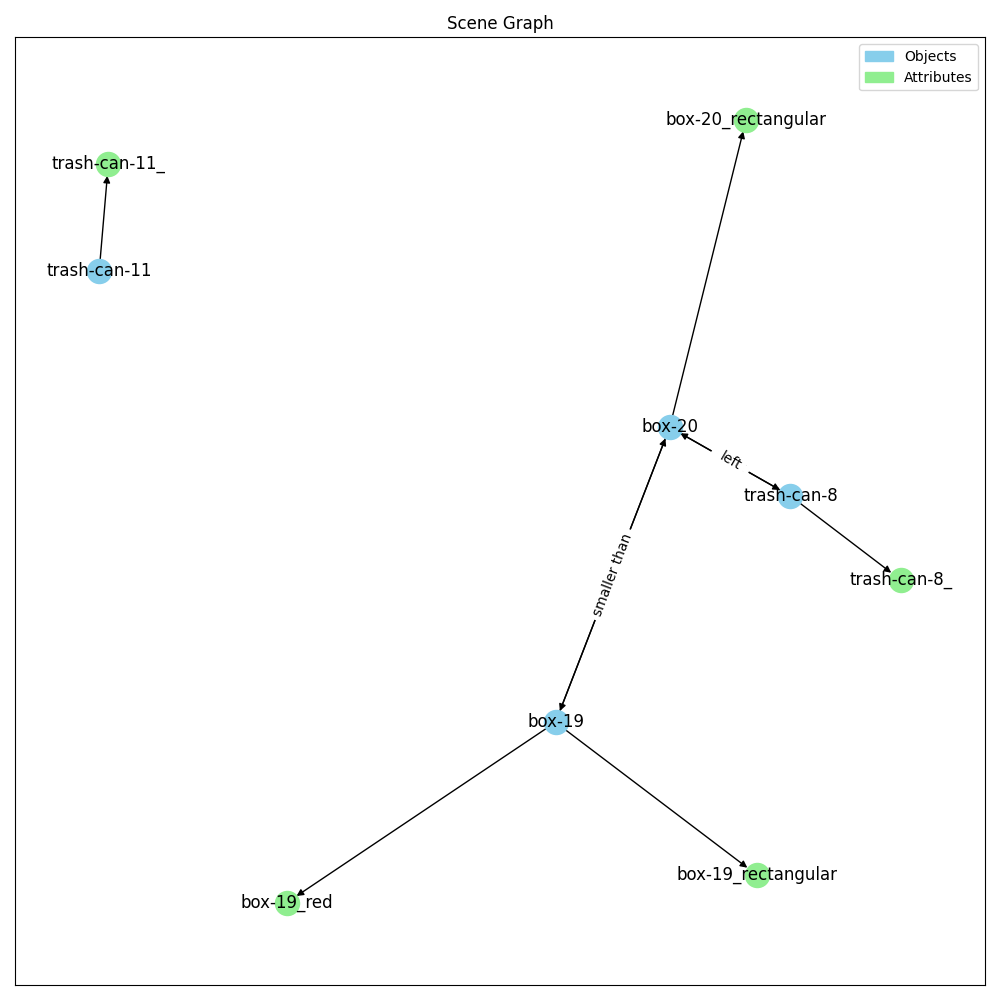 Scene Graph
Objects
Attributes
box-20_rectangular
trash-can-11_
trash-can-11
box-20
left
trash-can-8
smaller than
trash-can-8_
box-19
box-19_rectangular
box-19_red